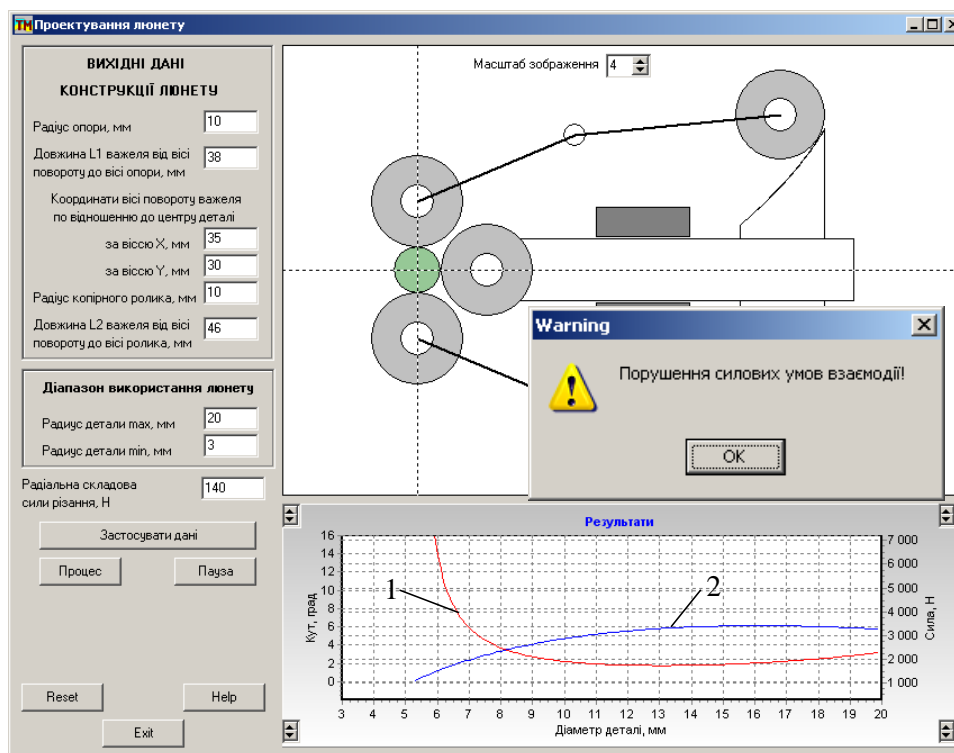 Проектування люнету
ВИХІДНІ ДАНІ
КОНСТРУКЦІЇ ЛЮНЕТУ
Радіус опори, мм 10
Довжина L1 важеля від вісі
повороту до вісі опори, мм 38
Координати вісі повороту важеля
по відношенню до центру деталі
за віссю X, мм 35
за віссю Y, мм 30
Радіус копірного ролика, мм 10
Довжина L2 важеля від вісі
повороту до вісі ролика, мм 46
Діапазон використання люнету
Радиус детали max, мм 20
Радиус детали min, мм 3
Радіальна складова
сили різання, Н 140
Застосувати дані
Процес Пауза
Reset Help
Exit
Масштаб зображення 4
Warning
Порушення силових умов взаємодії!
OK
Результати
Кут, град
16
14
12
10
8
6
4
2
0
1
2
7 000
6 000
5 000
4 000
3 000
2 000
1 000
Сила, Н
3 4 5 6 7 8 9 10 11 12 13 14 15 16 17 18 19 20
Діаметр деталі, мм